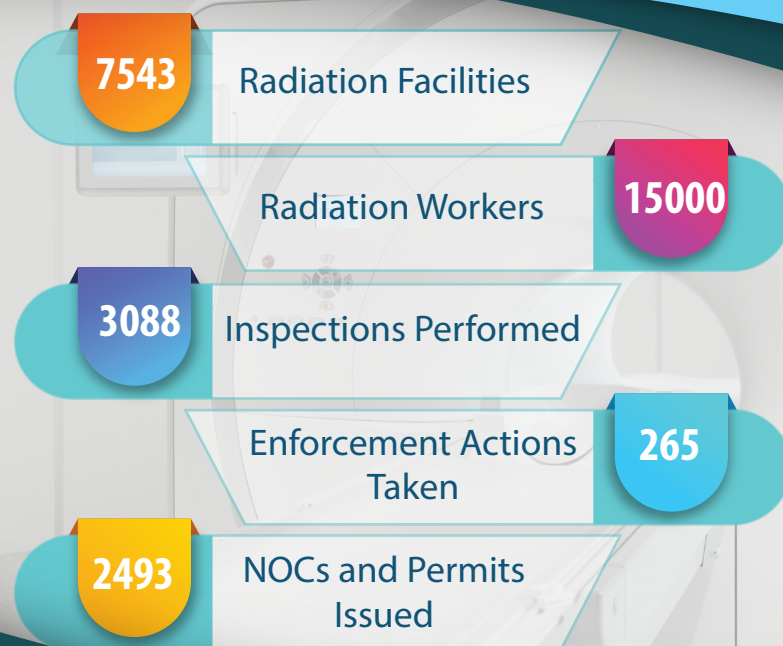 7543
Radiation Facilities
Radiation Workers
15000
3088
Inspections Performed
Enforcement Actions
Taken
265
2493
NOCs and Permits
Issued